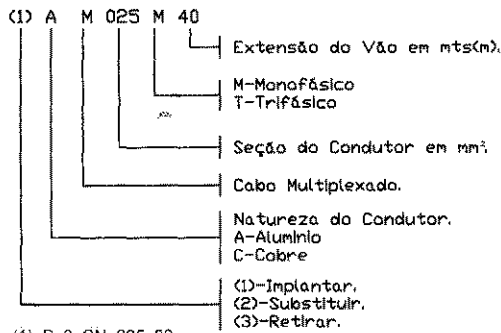 (1) A M 025 M 40
Extensão do Vão em mts(m).
M-Monofásico
T-Trifásico
Seção do Condutor em mm².
Cabo Multiplexado.
Natureza do Condutor.
A-Alumínio
C-Cobre
(1)-Implantar.
(2)-Substituir.
(3)-Retirar.